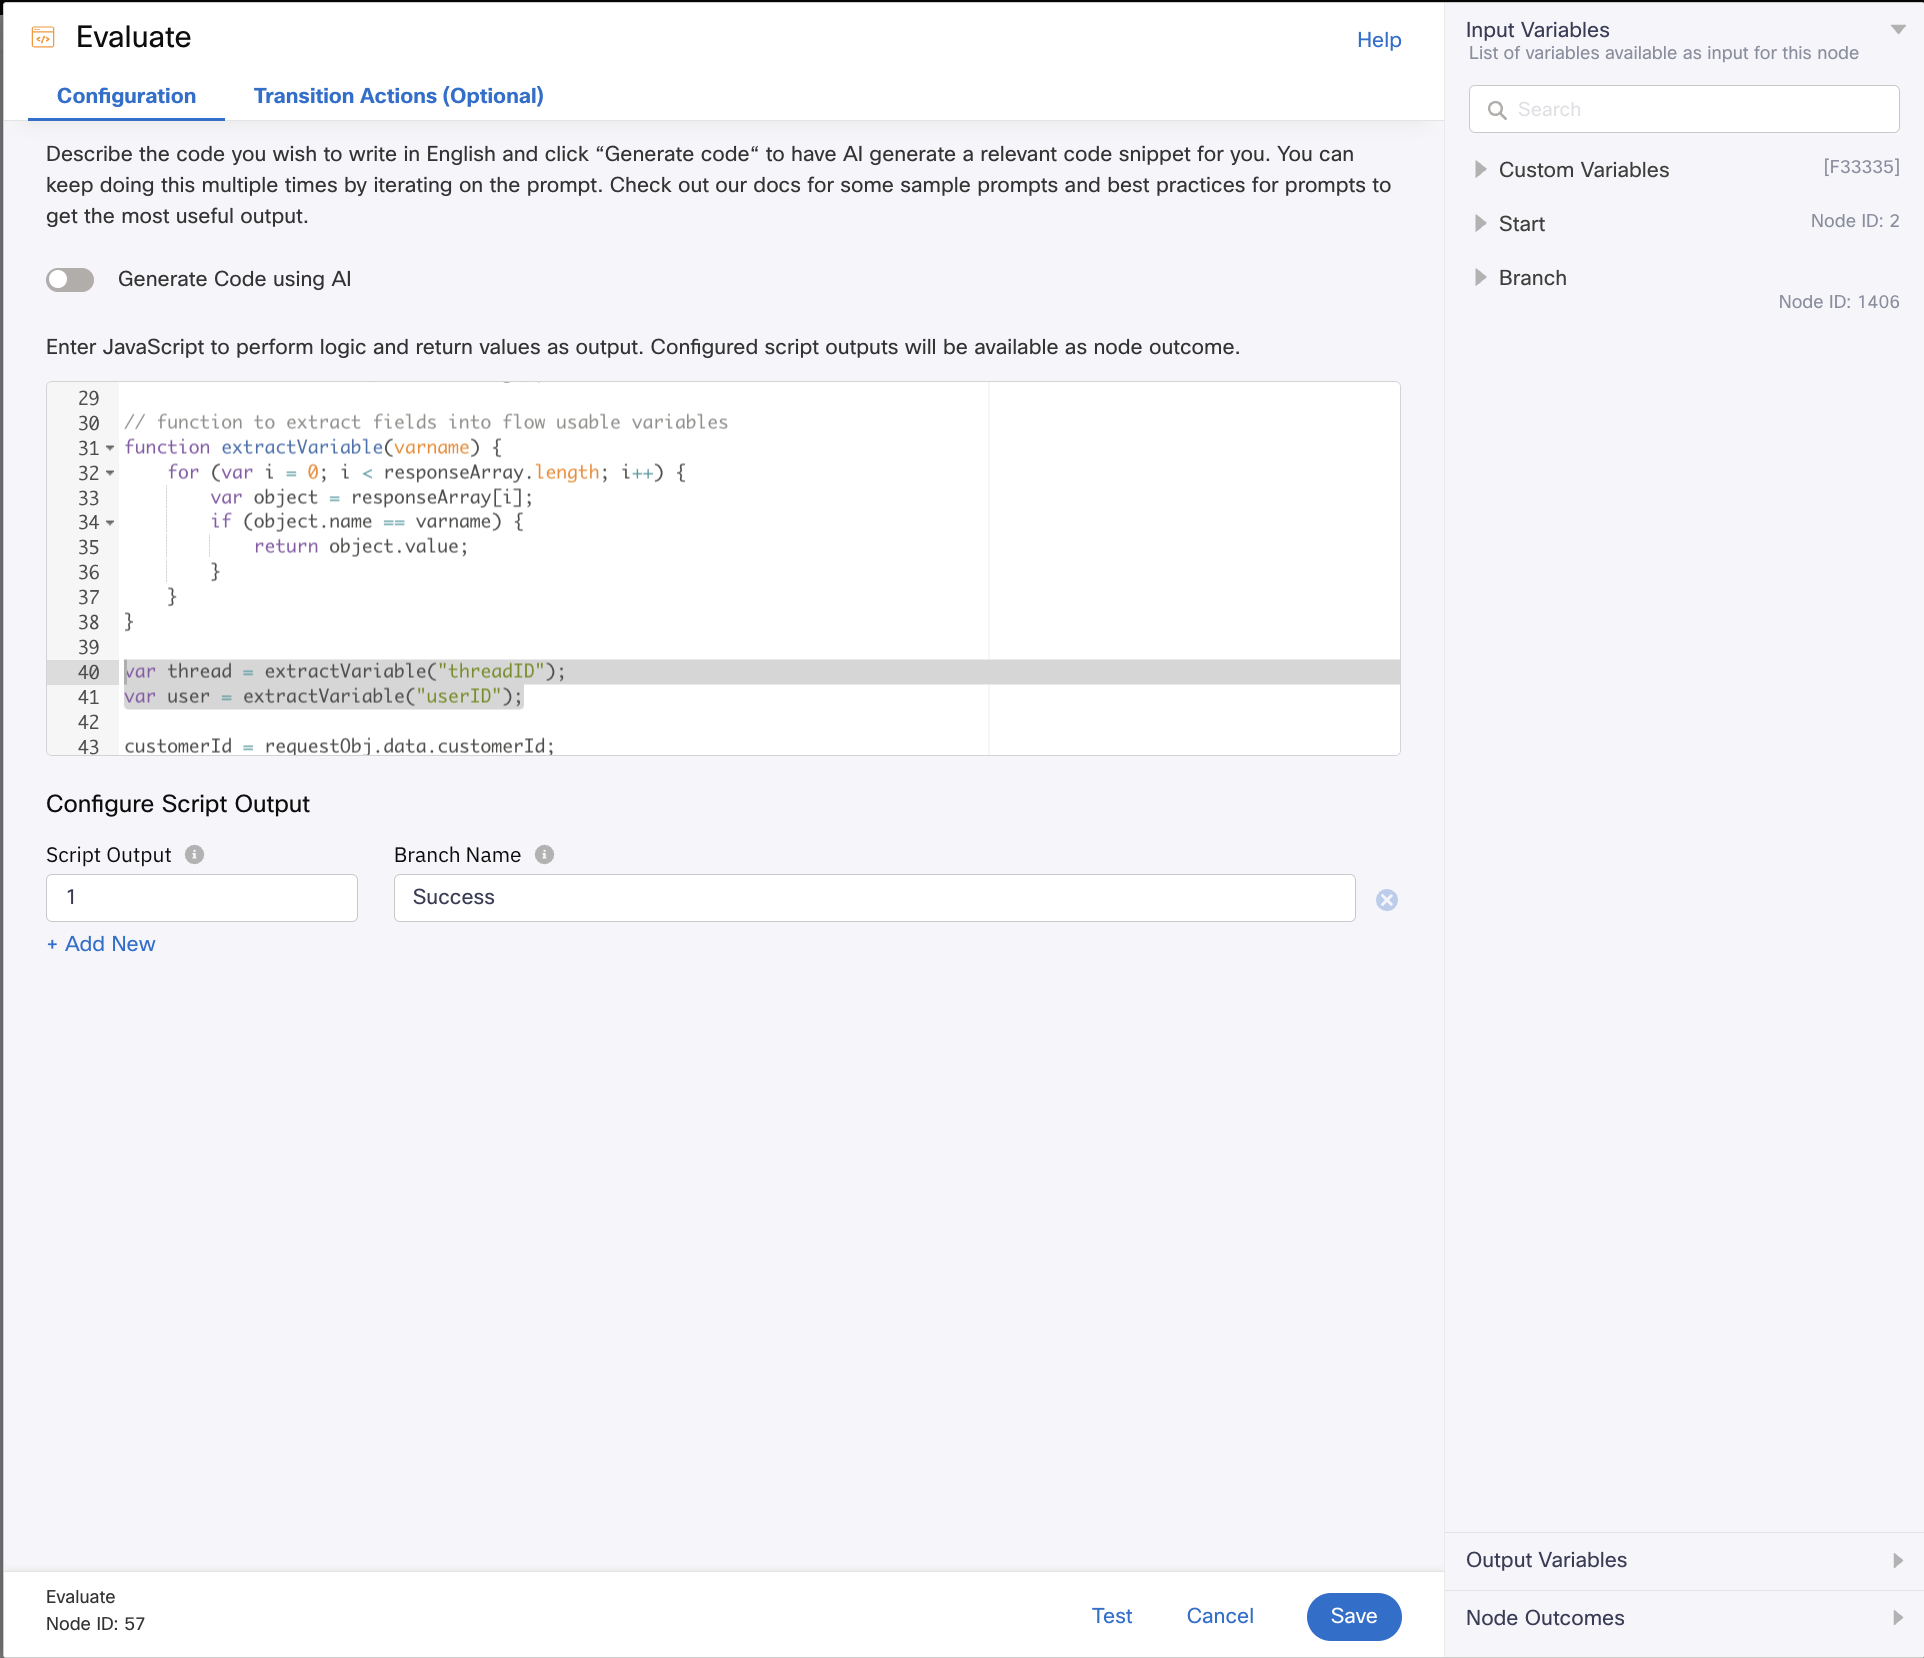 Evaluate
Help
Configuration
Transition Actions (Optional)
Describe the code you wish to write in English and click “Generate code“ to have AI generate a relevant code snippet for you. You can
keep doing this multiple times by iterating on the prompt. Check out our docs for some sample prompts and best practices for prompts to
get the most useful output.
Generate Code using AI
Enter JavaScript to perform logic and return values as output. Configured script outputs will be available as node outcome.
29
30 // function to extract fields into flow usable variables
31 function extractVariable(varname) {
32     for (var i = 0; i < responseArray.length; i++) {
33         var object = responseArray[i];
34         if (object.name == varname) {
35             return object.value;
36         }
37     }
38 }
39
40 var thread = extractVariable("threadID");
41 var user = extractVariable("userID");
42
43 customerId = requestObj.data.customerId;
Configure Script Output
Script Output
Branch Name
1
Success
+ Add New
Evaluate
Node ID: 57
Test
Cancel
Save
Input Variables
List of variables available as input for this node
Search
Custom Variables [F33335]
Start Node ID: 2
Branch
Node ID: 1406
Output Variables
Node Outcomes